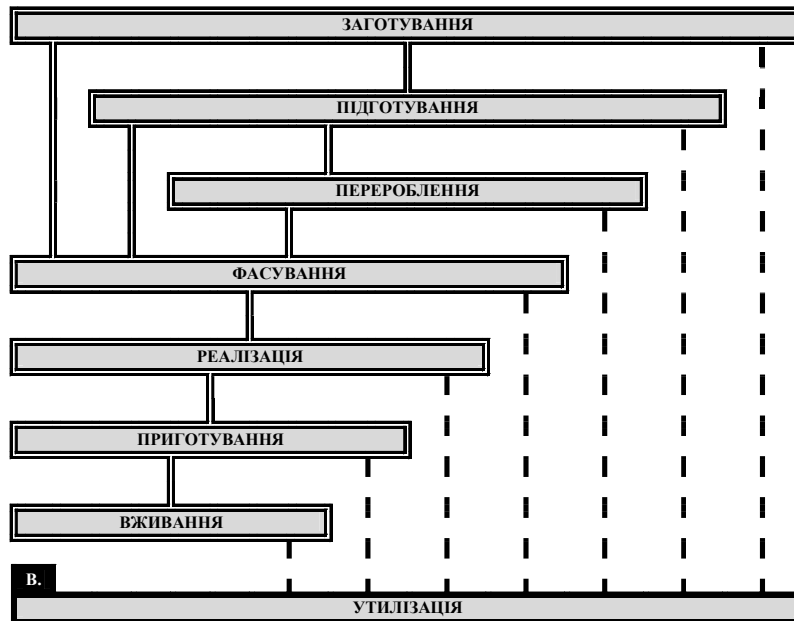 ЗАГОТУВАННЯ
ПІДГОТУВАННЯ
ПЕРЕРОБЛЕННЯ
ФАСУВАННЯ
РЕАЛІЗАЦІЯ
ПРИГОТУВАННЯ
ВЖИВАННЯ
В.
УТИЛІЗАЦІЯ